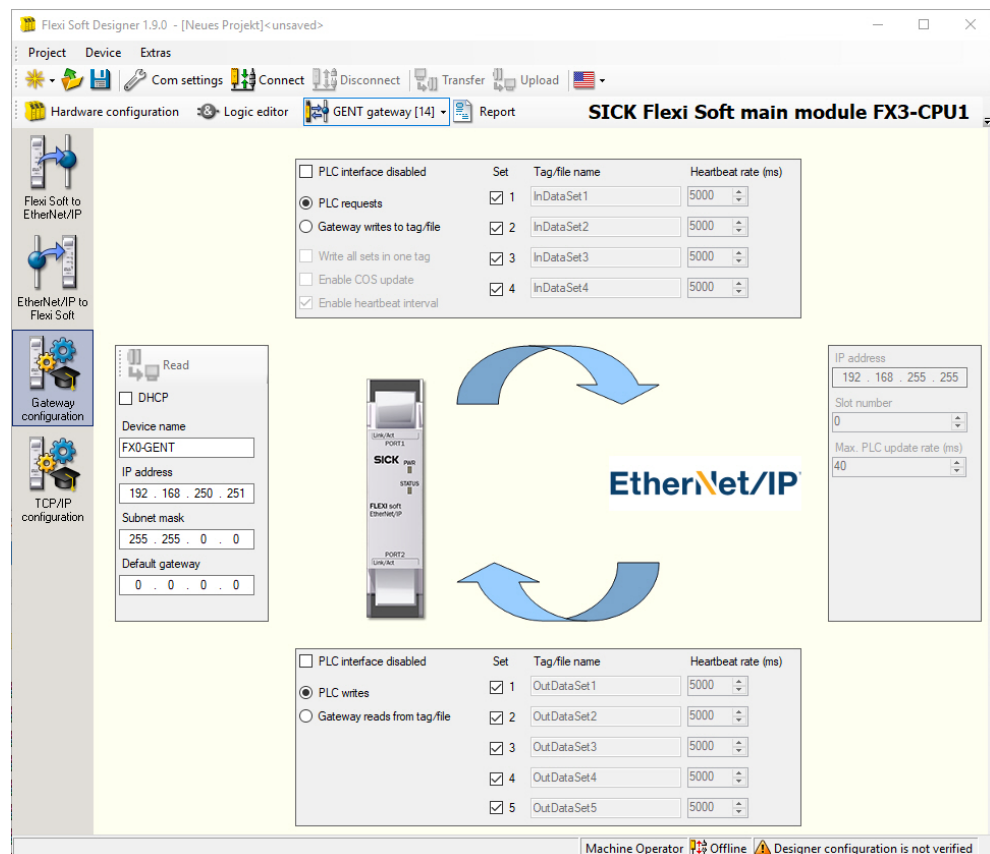 Flexi Soft Designer 1.9.0 - [Neues Projekt]<unsaved>
Project Device Extras
Com settings Connect Disconnect Transfer Upload
Hardware configuration Logic editor GENT gateway [14] Report SICK Flexi Soft main module FX3-CPU1
Flexi Soft to
EtherNet/IP
EtherNet/IP to
Flexi Soft
Gateway
configuration
TCP/IP
configuration
PLC interface disabled Set Tag/file name Heartbeat rate (ms)
PLC requests 1 InDataSet1 5000
Gateway writes to tag/file 2 InDataSet2 5000
Write all sets in one tag 3 InDataSet3 5000
Enable COS update 4 InDataSet4 5000
Enable heartbeat interval
Read
DHCP
Device name
FX0-GENT
IP address
192 . 168 . 250 . 251
Subnet mask
255 . 255 . 0 . 0
Default gateway
0 . 0 . 0 . 0
Link/Act
PORT1
SICK PWR
STATUS
FLEXI soft
EtherNet/IP
PORT2
Link/Act
EtherNet/IP
IP address
192 . 168 . 255 . 255
Slot number
0
Max. PLC update rate (ms)
40
PLC interface disabled Set Tag/file name Heartbeat rate (ms)
PLC writes 1 OutDataSet1 5000
Gateway reads from tag/file 2 OutDataSet2 5000
3 OutDataSet3 5000
4 OutDataSet4 5000
5 OutDataSet5 5000
Machine Operator Offline Designer configuration is not verified